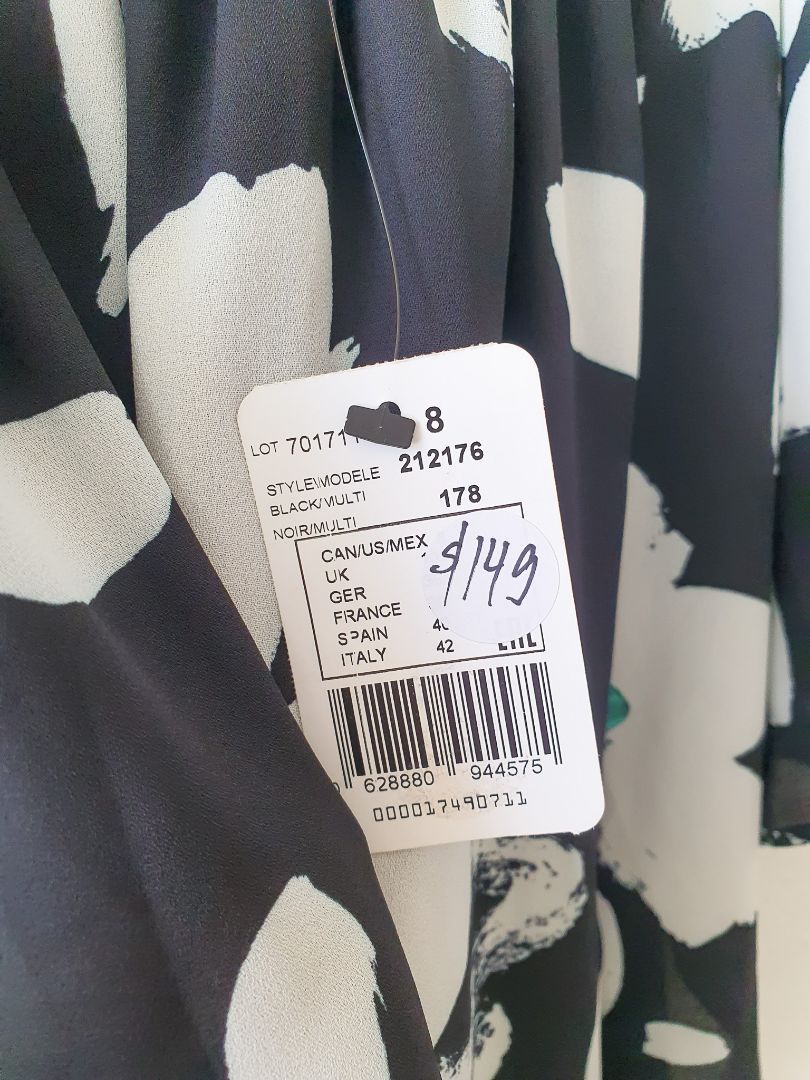 8
LOT 70171
STYLE\MODELE 212176
BLACK/MULTI 178
NOIR/MULTI
CAN/US/MEX
$149
UK
GER
FRANCE
SPAIN
ITALY 42
628880 944575
000017490711